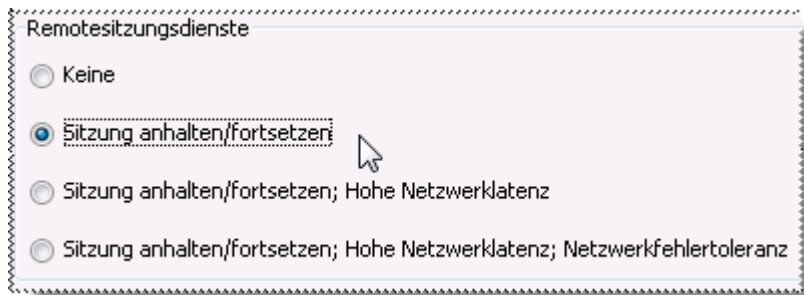 Remotesitzungsdienste
Keine
Sitzung anhalten/fortsetzen
Sitzung anhalten/fortsetzen; Hohe Netzwerklatenz
Sitzung anhalten/fortsetzen; Hohe Netzwerklatenz; Netzwerkfehlertoleranz